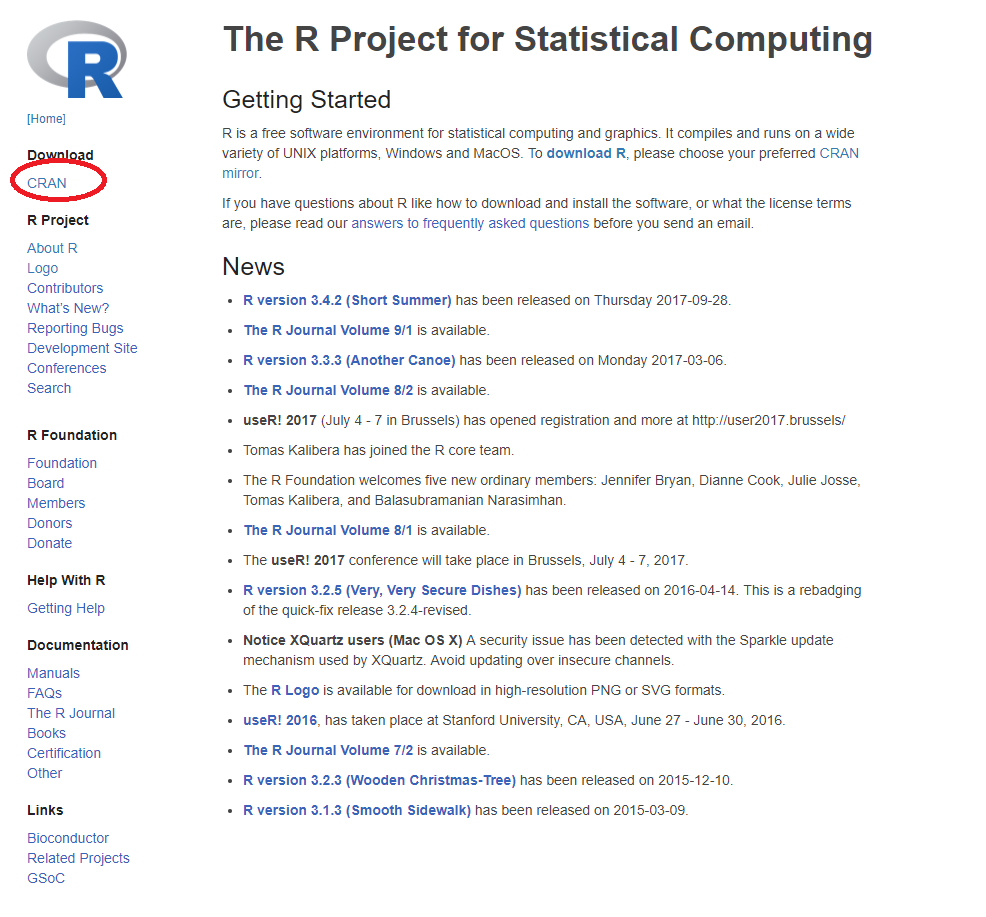 R
[Home]
Download
CRAN
R Project
About R
Logo
Contributors
What's New?
Reporting Bugs
Development Site
Conferences
Search
R Foundation
Foundation
Board
Members
Donors
Donate
Help With R
Getting Help
Documentation
Manuals
FAQs
The R Journal
Books
Certification
Other
Links
Bioconductor
Related Projects
GSoC
The R Project for Statistical Computing
Getting Started
R is a free software environment for statistical computing and graphics. It compiles and runs on a wide
variety of UNIX platforms, Windows and MacOS. To download R, please choose your preferred CRAN
mirror.
If you have questions about R like how to download and install the software, or what the license terms
are, please read our answers to frequently asked questions before you send an email.
News
• R version 3.4.2 (Short Summer) has been released on Thursday 2017-09-28.
• The R Journal Volume 9/1 is available.
• R version 3.3.3 (Another Canoe) has been released on Monday 2017-03-06.
• The R Journal Volume 8/2 is available.
• useR! 2017 (July 4 - 7 in Brussels) has opened registration and more at http://user2017.brussels/
• Tomas Kalibera has joined the R core team.
• The R Foundation welcomes five new ordinary members: Jennifer Bryan, Dianne Cook, Julie Josse,
Tomas Kalibera, and Balasubramanian Narasimhan.
• The R Journal Volume 8/1 is available.
• The useR! 2017 conference will take place in Brussels, July 4 - 7, 2017.
• R version 3.2.5 (Very, Very Secure Dishes) has been released on 2016-04-14. This is a rebadging
of the quick-fix release 3.2.4-revised.
• Notice XQuartz users (Mac OS X) A security issue has been detected with the Sparkle update
mechanism used by XQuartz. Avoid updating over insecure channels.
• The R Logo is available for download in high-resolution PNG or SVG formats.
• useR! 2016, has taken place at Stanford University, CA, USA, June 27 - June 30, 2016.
• The R Journal Volume 7/2 is available.
• R version 3.2.3 (Wooden Christmas-Tree) has been released on 2015-12-10.
• R version 3.1.3 (Smooth Sidewalk) has been released on 2015-03-09.